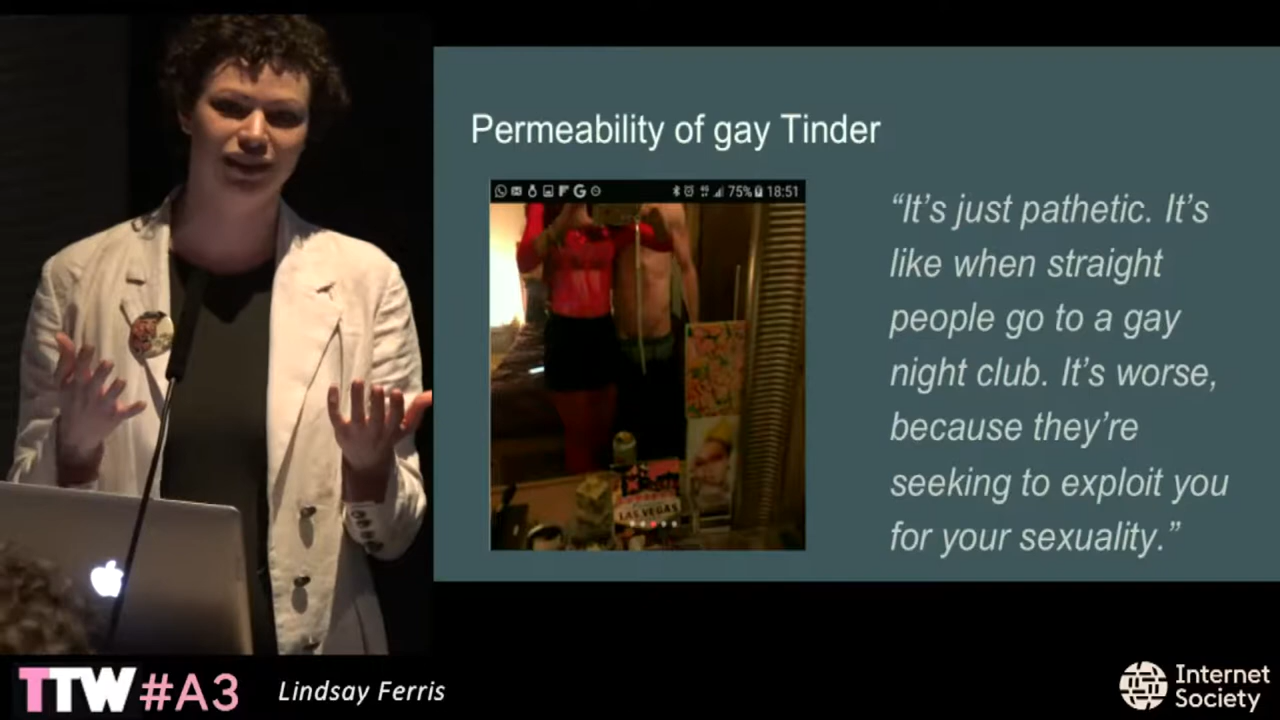 Permeability of gay Tinder
75% 18:51
LAS VEGAS
“It’s just pathetic. It’s
like when straight
people go to a gay
night club. It’s worse,
because they’re
seeking to exploit you
for your sexuality.”
TTW #A3
Lindsay Ferris
Internet
Society